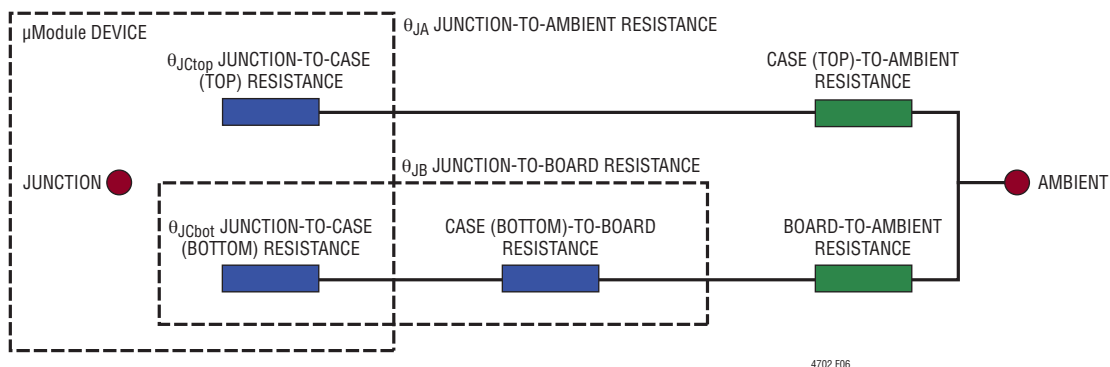 µModule DEVICE
θJA JUNCTION-TO-AMBIENT RESISTANCE
θJCtop JUNCTION-TO-CASE
(TOP) RESISTANCE
CASE (TOP)-TO-AMBIENT
RESISTANCE
θJB JUNCTION-TO-BOARD RESISTANCE
JUNCTION
AMBIENT
θJCbot JUNCTION-TO-CASE
(BOTTOM) RESISTANCE
CASE (BOTTOM)-TO-BOARD
RESISTANCE
BOARD-TO-AMBIENT
RESISTANCE
4702 F06